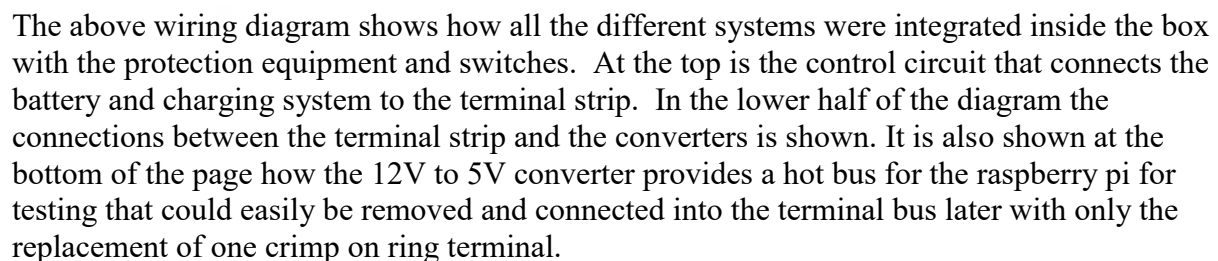 The above wiring diagram shows how all the different systems were integrated inside the box
with the protection equipment and switches.  At the top is the control circuit that connects the
battery and charging system to the terminal strip.  In the lower half of the diagram the
connections between the terminal strip and the converters is shown. It is also shown at the
bottom of the page how the 12V to 5V converter provides a hot bus for the raspberry pi for
testing that could easily be removed and connected into the terminal bus later with only the
replacement of one crimp on ring terminal.